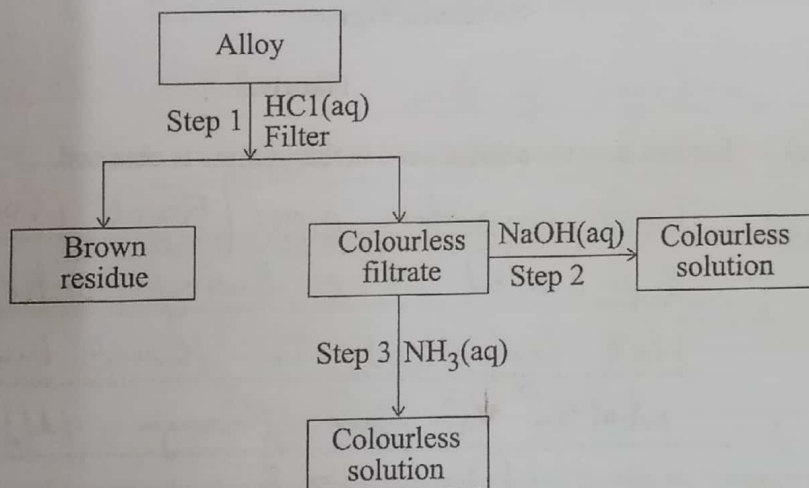 Alloy
Step 1
HCl(aq)
Filter
Brown
residue
Colourless
filtrate
NaOH(aq)
Step 2
Colourless
solution
Step 3
NH₃(aq)
Colourless
solution